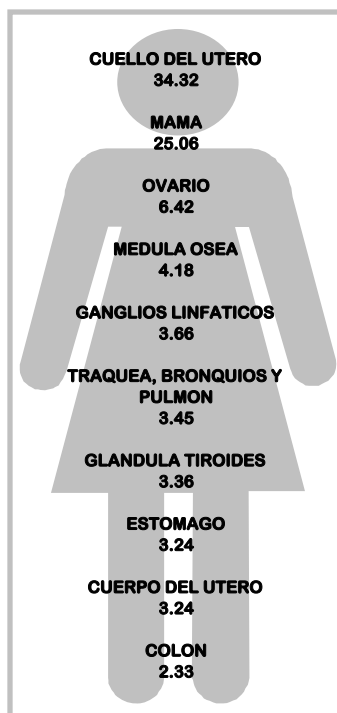 CUELLO DEL UTERO
34.32
MAMA
25.06
OVARIO
6.42
MEDULA OSEA
4.18
GANGLIOS LINFATICOS
3.66
TRAQUEA, BRONQUIOS Y
PULMON
3.45
GLANDULA TIROIDES
3.36
ESTOMAGO
3.24
CUERPO DEL UTERO
3.24
COLON
2.33